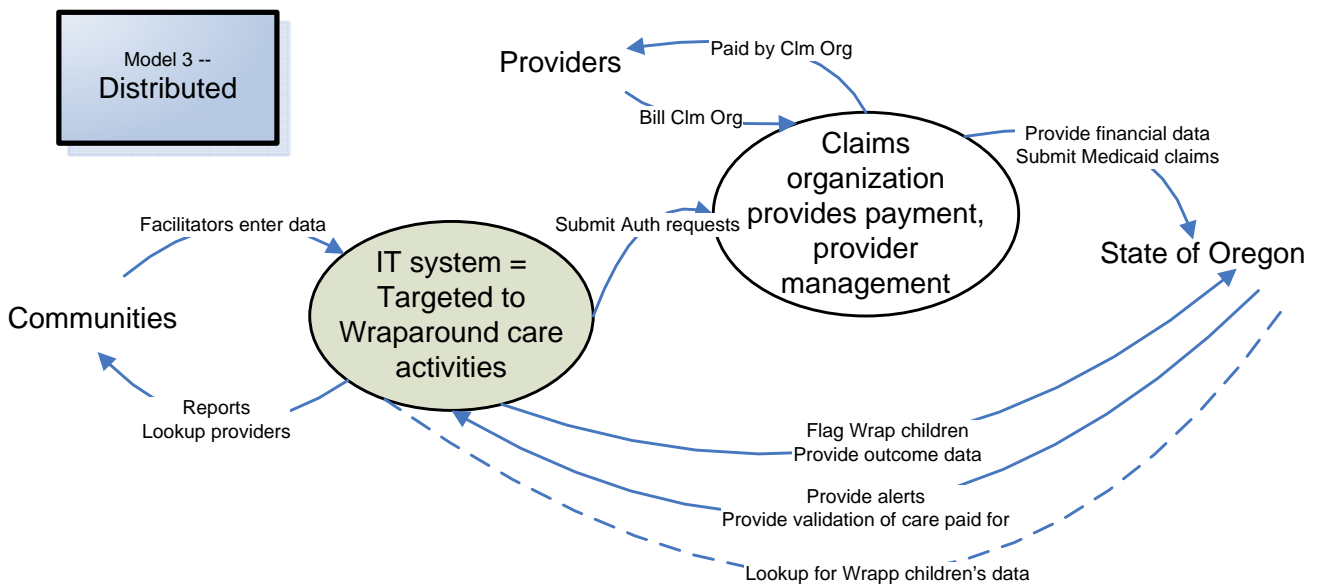 Model 3 --
Distributed
Providers
Paid by Clm Org
Bill Clm Org
Claims
organization
provides payment,
provider
management
Provide financial data
Submit Medicaid claims
State of Oregon
Facilitators enter data
Submit Auth requests
IT system =
Targeted to
Wraparound care
activities
Communities
Reports
Lookup providers
Flag Wrap children
Provide outcome data
Provide alerts
Provide validation of care paid for
Lookup for Wrapp children's data